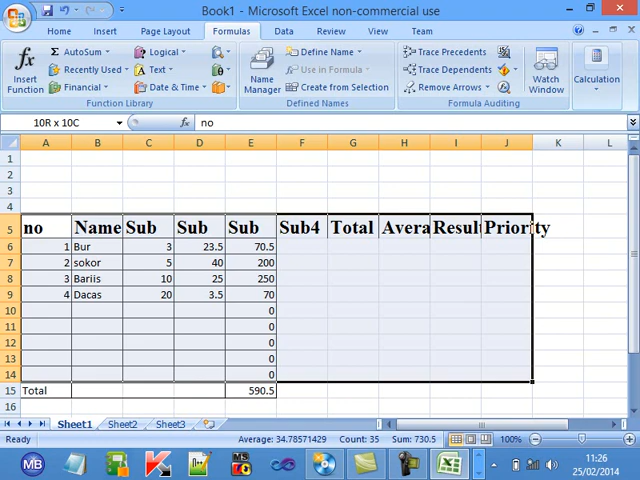 Book1 - Microsoft Excel non-commercial use
Home Insert Page Layout Formulas Data Review View Team
Insert Function
Σ AutoSum
Recently Used
Financial
Logical
Text
Date & Time
Function Library
Name Manager
Define Name
Use in Formula
Create from Selection
Defined Names
Trace Precedents
Trace Dependents
Remove Arrows
Formula Auditing
Watch Window
Calculation
10R x 10C fx no
A B C D E F G H I J K L
1
2
3
4
5 no Name Sub Sub Sub Sub4 Total Avera Result Priority
6 1 Bur 3 23.5 70.5
7 2 sokor 5 40 200
8 3 Bariis 10 25 250
9 4 Dacas 20 3.5 70
10 0
11 0
12 0
13 0
14 0
15 Total 590.5
16
Sheet1 Sheet2 Sheet3
Ready Average: 34.78571429 Count: 35 Sum: 730.5 100%
MB MS 11:26
25/02/2014